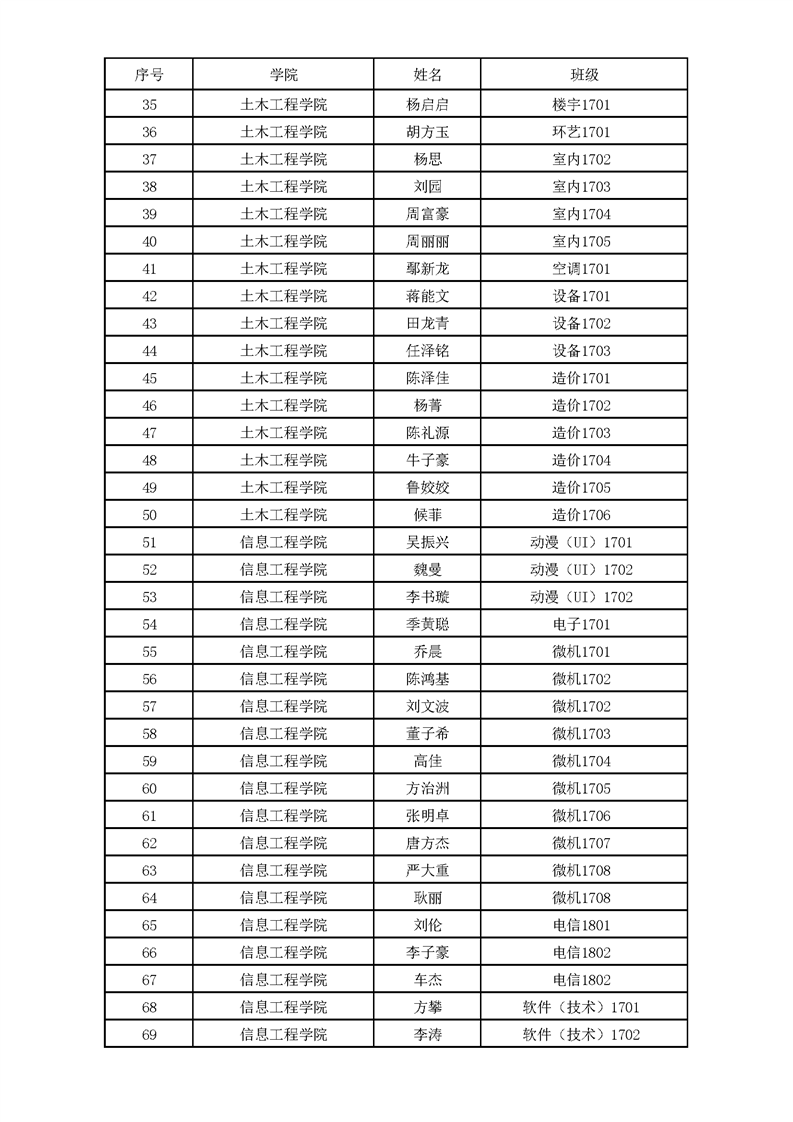 序号 学院 姓名 班级
35 土木工程学院 杨启启 楼宇1701
36 土木工程学院 胡方玉 环艺1701
37 土木工程学院 杨思 室内1702
38 土木工程学院 刘园 室内1703
39 土木工程学院 周富豪 室内1704
40 土木工程学院 周丽丽 室内1705
41 土木工程学院 鄢新龙 空调1701
42 土木工程学院 蒋能文 设备1701
43 土木工程学院 田龙青 设备1702
44 土木工程学院 任泽铭 设备1703
45 土木工程学院 陈泽佳 造价1701
46 土木工程学院 杨菁 造价1702
47 土木工程学院 陈礼源 造价1703
48 土木工程学院 牛子豪 造价1704
49 土木工程学院 鲁姣姣 造价1705
50 土木工程学院 候菲 造价1706
51 信息工程学院 吴振兴 动漫（UI）1701
52 信息工程学院 魏曼 动漫（UI）1702
53 信息工程学院 李书璇 动漫（UI）1702
54 信息工程学院 季黄聪 电子1701
55 信息工程学院 乔晨 微机1701
56 信息工程学院 陈鸿基 微机1702
57 信息工程学院 刘文波 微机1702
58 信息工程学院 董子希 微机1703
59 信息工程学院 高佳 微机1704
60 信息工程学院 方治洲 微机1705
61 信息工程学院 张明卓 微机1706
62 信息工程学院 唐方杰 微机1707
63 信息工程学院 严大重 微机1708
64 信息工程学院 耿丽 微机1708
65 信息工程学院 刘伦 电信1801
66 信息工程学院 李子豪 电信1802
67 信息工程学院 车杰 电信1802
68 信息工程学院 方攀 软件（技术）1701
69 信息工程学院 李涛 软件（技术）1702